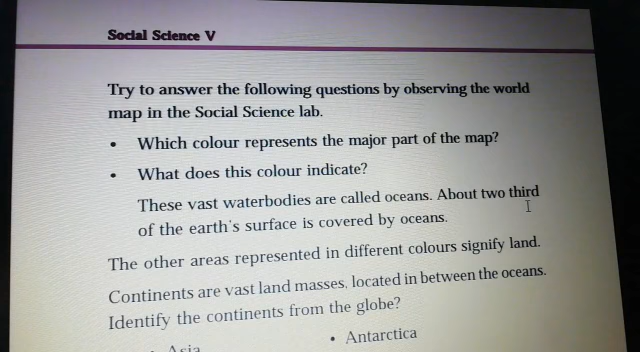 Social Science V
Try to answer the following questions by observing the world
map in the Social Science lab.
• Which colour represents the major part of the map?
• What does this colour indicate?
These vast waterbodies are called oceans. About two third
of the earth's surface is covered by oceans.
The other areas represented in different colours signify land.
Continents are vast land masses, located in between the oceans.
Identify the continents from the globe?
• Asia
• Antarctica